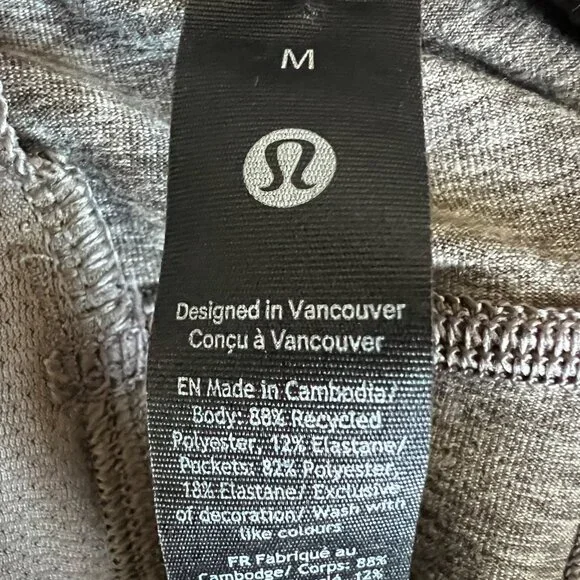 M
Designed in Vancouver
Conçu à Vancouver
EN Made in Cambodia/
Body: 88% Recycled
Polyester, 12% Elastane/
Pockets: 82% Polyester,
18% Elastane/ Exclusive
of decoration/ Wash with
like colours
FR Fabriqué au
Cambodge/ Corps: 88%
12%